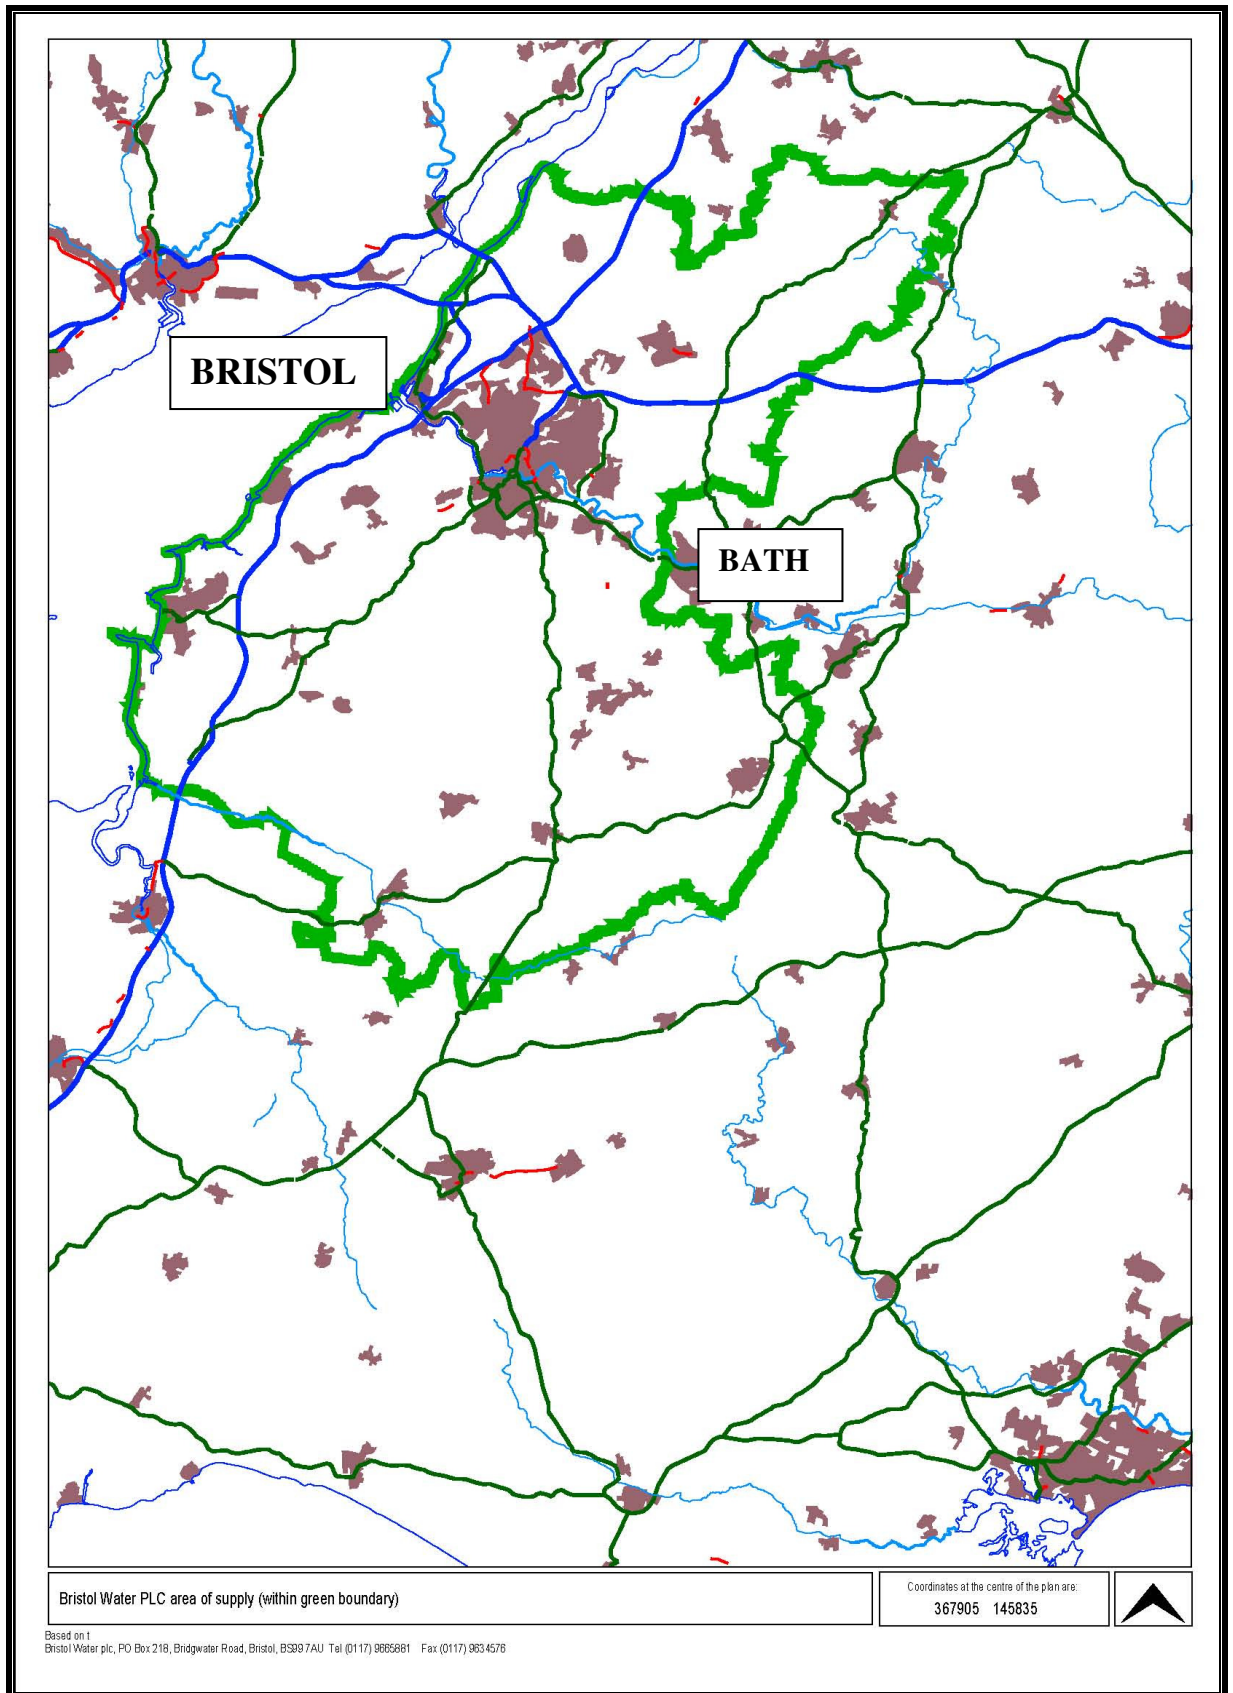 BRISTOL
BATH
Bristol Water PLC area of supply (within green boundary)
Coordinates at the centre of the plan are:
367905 145835
Based on t
Bristol Water plc, PO Box 218, Bridgwater Road, Bristol, BS99 7AU Tel (0117) 9665881 Fax (0117) 9634576